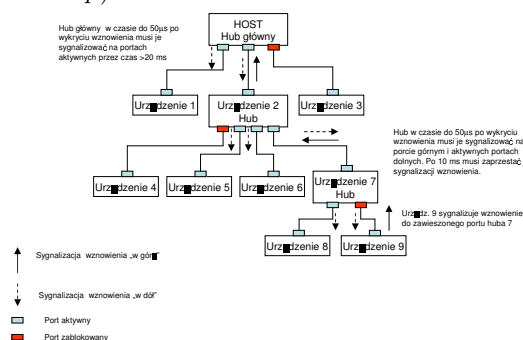 Hub główny w czasie do 50µs po
wykryciu wznowienia musi je
sygnalizować na portach
aktywnych przez czas >20 ms
HOST
Hub główny
Urządzenie 1
Urządzenie 2
Hub
Urządzenie 3
Hub w czasie do 50µs po wykryciu
wznowienia musi je sygnalizować na
porcie górnym i aktywnych portach
dolnych. Po 10 ms musi zaprzestać
sygnalizacji wznowienia.
Urządzenie 4
Urządzenie 5
Urządzenie 6
Urządzenie 7
Hub
Urządz. 9 sygnalizuje wznowienie
do zawieszonego portu huba 7
Urządzenie 8
Urządzenie 9
Sygnalizacja wznowienia „w górę”
Sygnalizacja wznowienia „w dół”
Port aktywny
Port zablokowany